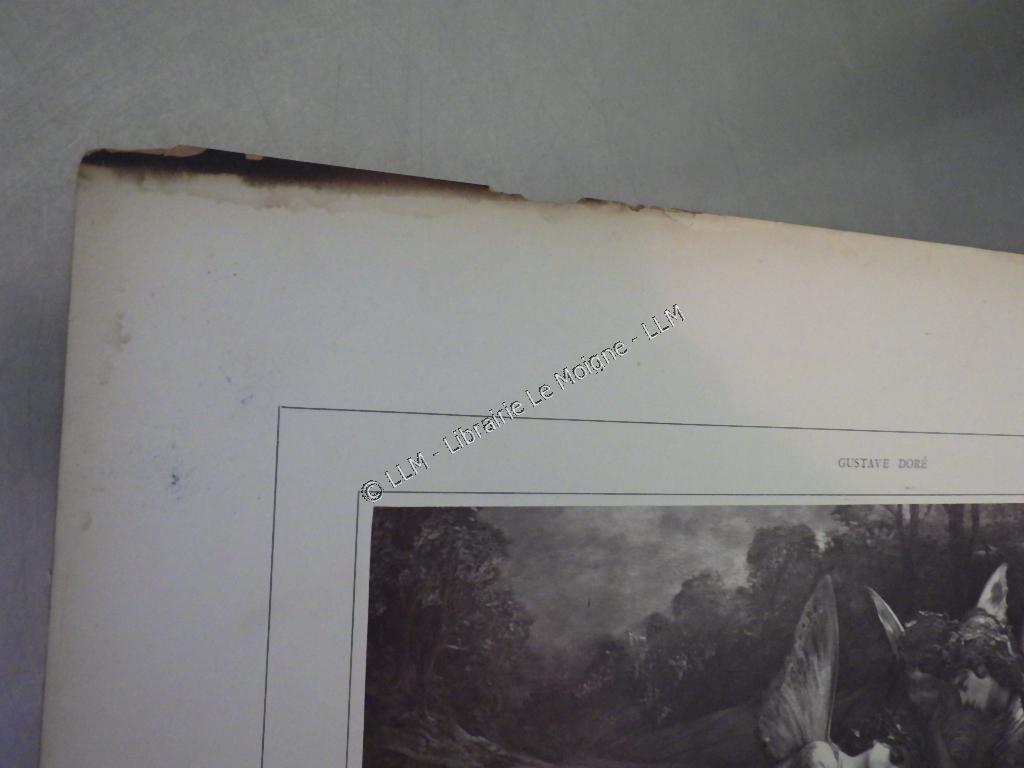 © LLM - Librairie Le Moigne - LLM
GUSTAVE DORÉ